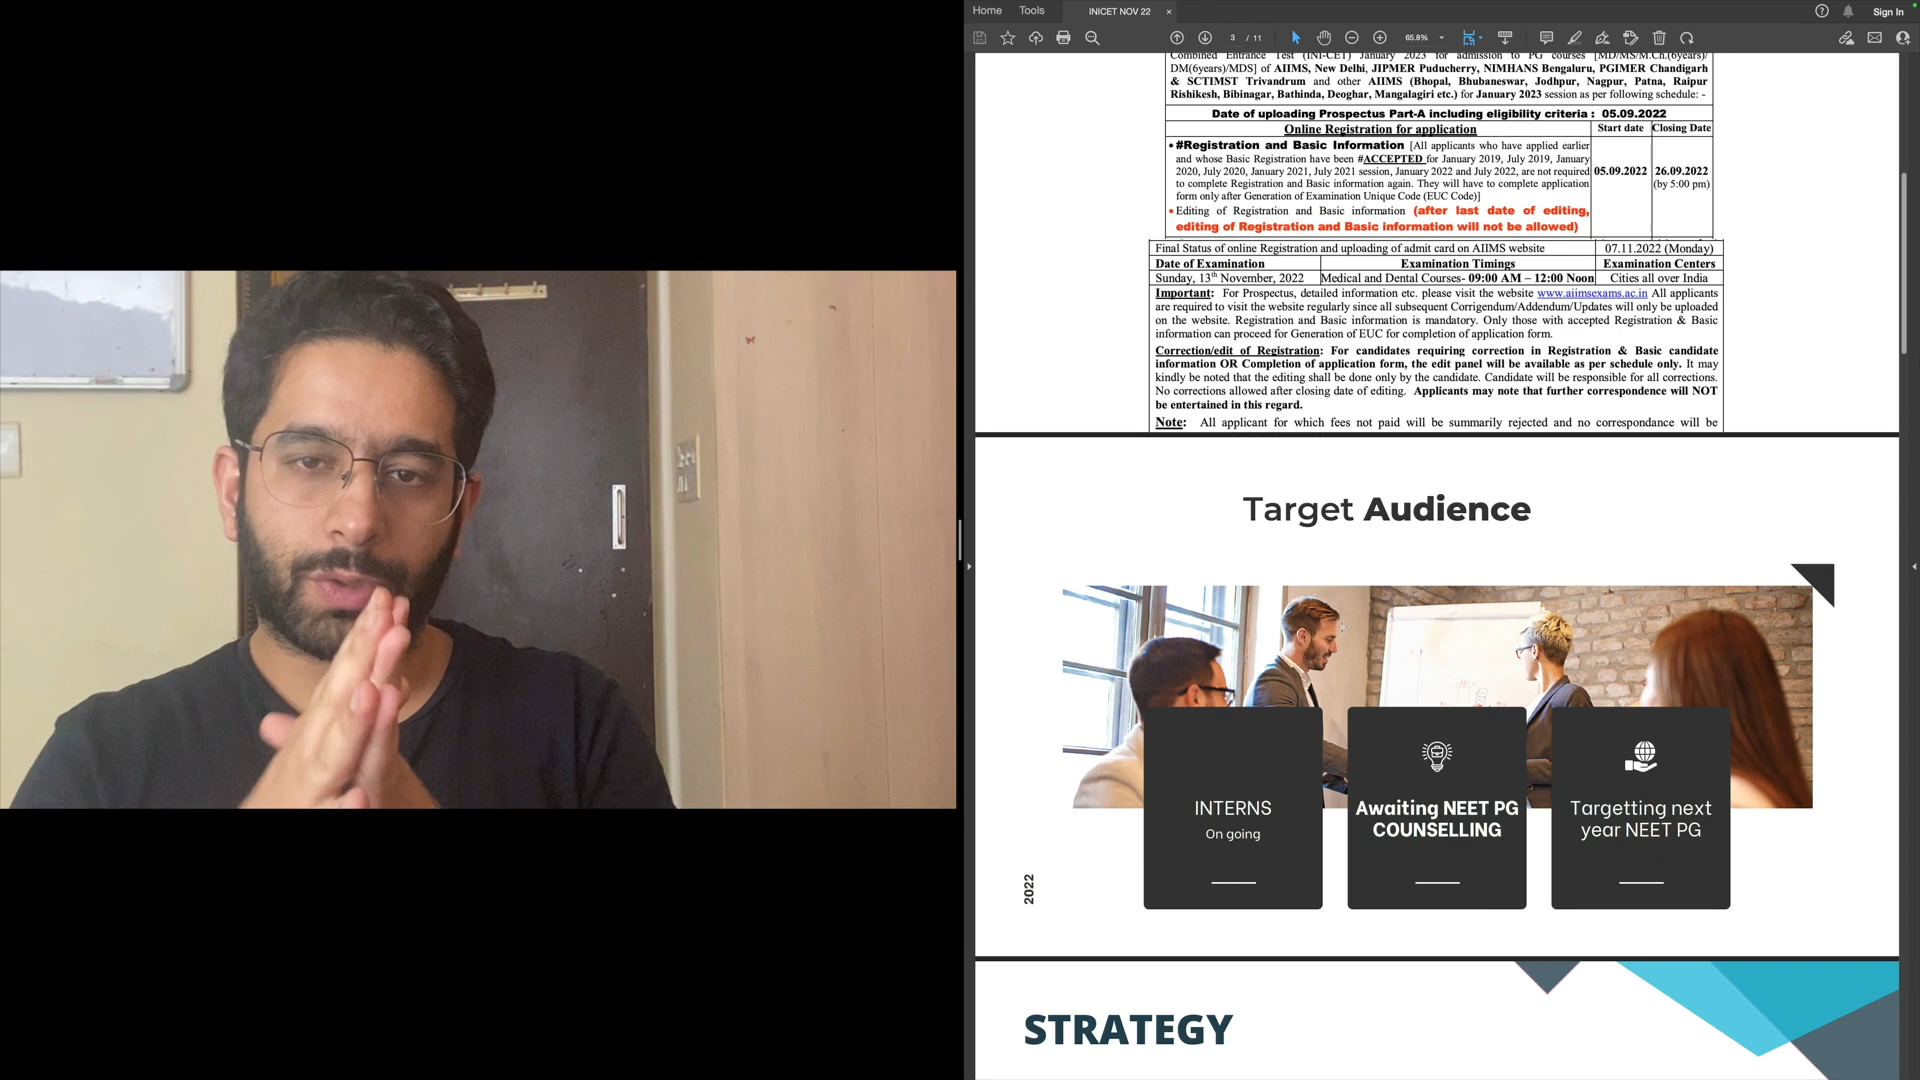 Home Tools INICET NOV 22 × Sign In
3 / 11 65.8%
Combined Entrance Test (INI-CET) January 2023 for admission to PG courses [MD/MS/M.Ch.(6years)/
DM(6years)/MDS] of AIIMS, New Delhi, JIPMER Puducherry, NIMHANS Bengaluru, PGIMER Chandigarh
& SCTIMST Trivandrum and other AIIMS (Bhopal, Bhubaneswar, Jodhpur, Nagpur, Patna, Raipur
Rishikesh, Bibinagar, Bathinda, Deoghar, Mangalagiri etc.) for January 2023 session as per following schedule: -
Date of uploading Prospectus Part-A including eligibility criteria : 05.09.2022
Online Registration for application Start date Closing Date
• #Registration and Basic Information [All applicants who have applied earlier
and whose Basic Registration have been #ACCEPTED for January 2019, July 2019, January
2020, July 2020, January 2021, July 2021 session, January 2022 and July 2022, are not required 05.09.2022 26.09.2022
to complete Registration and Basic information again. They will have to complete application (by 5:00 pm)
form only after Generation of Examination Unique Code (EUC Code)]
• Editing of Registration and Basic information (after last date of editing,
editing of Registration and Basic information will not be allowed)
Final Status of online Registration and uploading of admit card on AIIMS website 07.11.2022 (Monday)
Date of Examination Examination Timings Examination Centers
Sunday, 13th November, 2022 Medical and Dental Courses- 09:00 AM – 12:00 Noon Cities all over India
Important: For Prospectus, detailed information etc. please visit the website www.aiimsexams.ac.in All applicants
are required to visit the website regularly since all subsequent Corrigendum/Addendum/Updates will only be uploaded
on the website. Registration and Basic information is mandatory. Only those with accepted Registration & Basic
information can proceed for Generation of EUC for completion of application form.
Correction/edit of Registration: For candidates requiring correction in Registration & Basic candidate
information OR Completion of application form, the edit panel will be available as per schedule only. It may
kindly be noted that the editing shall be done only by the candidate. Candidate will be responsible for all corrections.
No corrections allowed after closing date of editing. Applicants may note that further correspondence will NOT
be entertained in this regard.
Note: All applicant for which fees not paid will be summarily rejected and no correspondance will be
Target Audience
INTERNS
On going
Awaiting NEET PG
COUNSELLING
Targetting next
year NEET PG
2022
STRATEGY